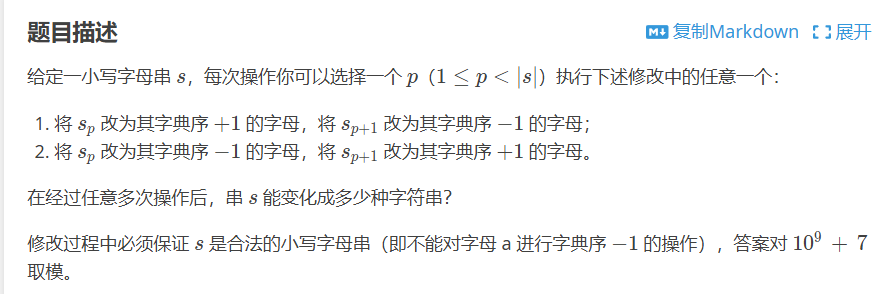 题目描述 复制Markdown 展开
给定一小写字母串 s，每次操作你可以选择一个 p（1 ≤ p < |s|）执行下述修改中的任意一个：
1. 将 s_p 改为其字典序 +1 的字母，将 s_{p+1} 改为其字典序 −1 的字母；
2. 将 s_p 改为其字典序 −1 的字母，将 s_{p+1} 改为其字典序 +1 的字母。
在经过任意多次操作后，串 s 能变化成多少种字符串？
修改过程中必须保证 s 是合法的小写字母串（即不能对字母 a 进行字典序 −1 的操作），答案对 10^9 + 7
取模。